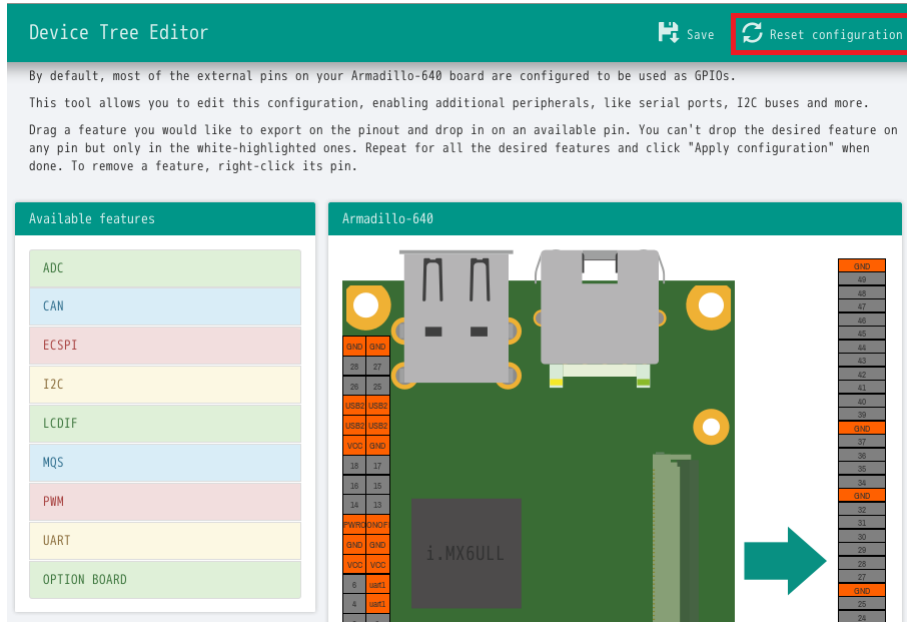 Device Tree Editor
Save
Reset configuration
By default, most of the external pins on your Armadillo-640 board are configured to be used as GPIOs.
This tool allows you to edit this configuration, enabling additional peripherals, like serial ports, I2C buses and more.
Drag a feature you would like to export on the pinout and drop in on an available pin. You can't drop the desired feature on
any pin but only in the white-highlighted ones. Repeat for all the desired features and click "Apply configuration" when
done. To remove a feature, right-click its pin.
Available features
ADC
CAN
ECSPI
I2C
LCDIF
MQS
PWM
UART
OPTION BOARD
Armadillo-640
GND GND
28 27
26 25
USB2 USB2
USB2 USB2
VCC GND
18 17
16 15
14 13
GND GND
VCC VCC
6 uart1
4 uart1
i.MX6ULL
GND
49
48
47
46
45
44
43
42
41
40
39
GND
37
36
35
34
GND
32
31
30
29
28
27
GND
25
24